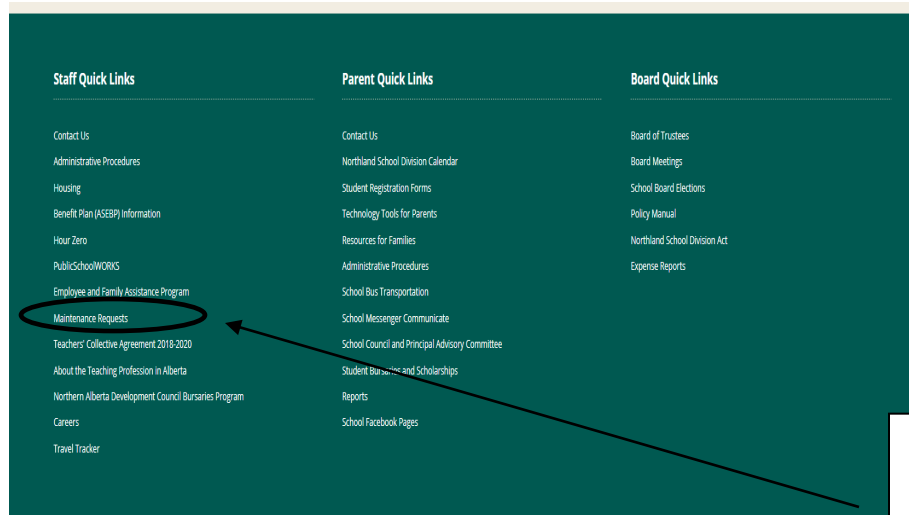 Staff Quick Links
Contact Us
Administrative Procedures
Housing
Benefit Plan (ASEBP) Information
Hour Zero
PublicSchoolWORKS
Employee and Family Assistance Program
Maintenance Requests
Teachers' Collective Agreement 2018-2020
About the Teaching Profession in Alberta
Northern Alberta Development Council Bursaries Program
Careers
Travel Tracker
Parent Quick Links
Contact Us
Northland School Division Calendar
Student Registration Forms
Technology Tools for Parents
Resources for Families
Administrative Procedures
School Bus Transportation
School Messenger Communicate
School Council and Principal Advisory Committee
Student Bursaries and Scholarships
Reports
School Facebook Pages
Board Quick Links
Board of Trustees
Board Meetings
School Board Elections
Policy Manual
Northland School Division Act
Expense Reports